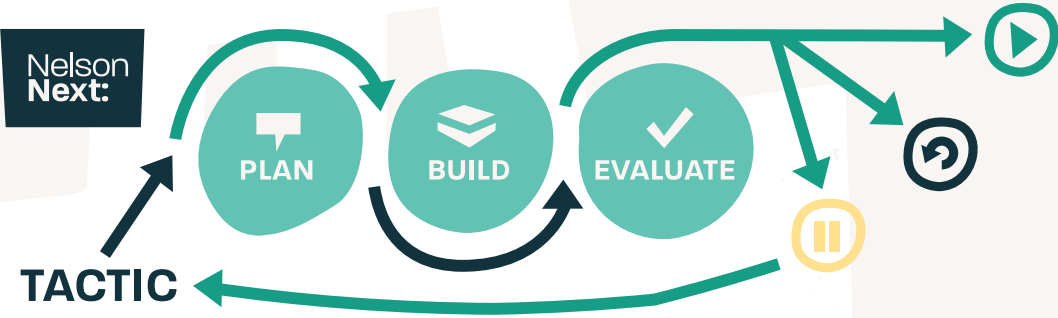 Nelson
Next:
PLAN
BUILD
EVALUATE
TACTIC